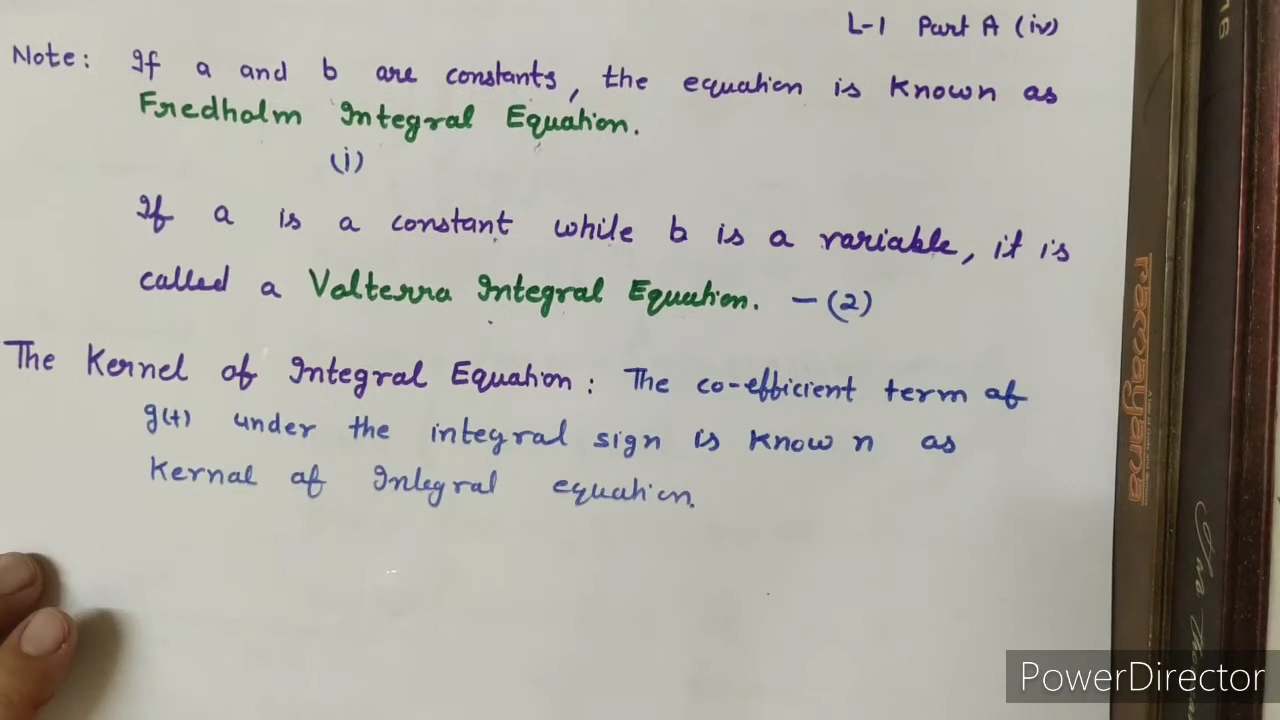 L-1 Part A (iv)
Note: If a and b are constants, the equation is known as
Fredholm Integral Equation.
(i)
If a is a constant while b is a variable, it is
called a Volterra Integral Equation. — (2)
The Kernel of Integral Equation: The co-efficient term of
g(t) under the integral sign is known as
Kernal of Integral equation.
ramayana
16
PowerDirector